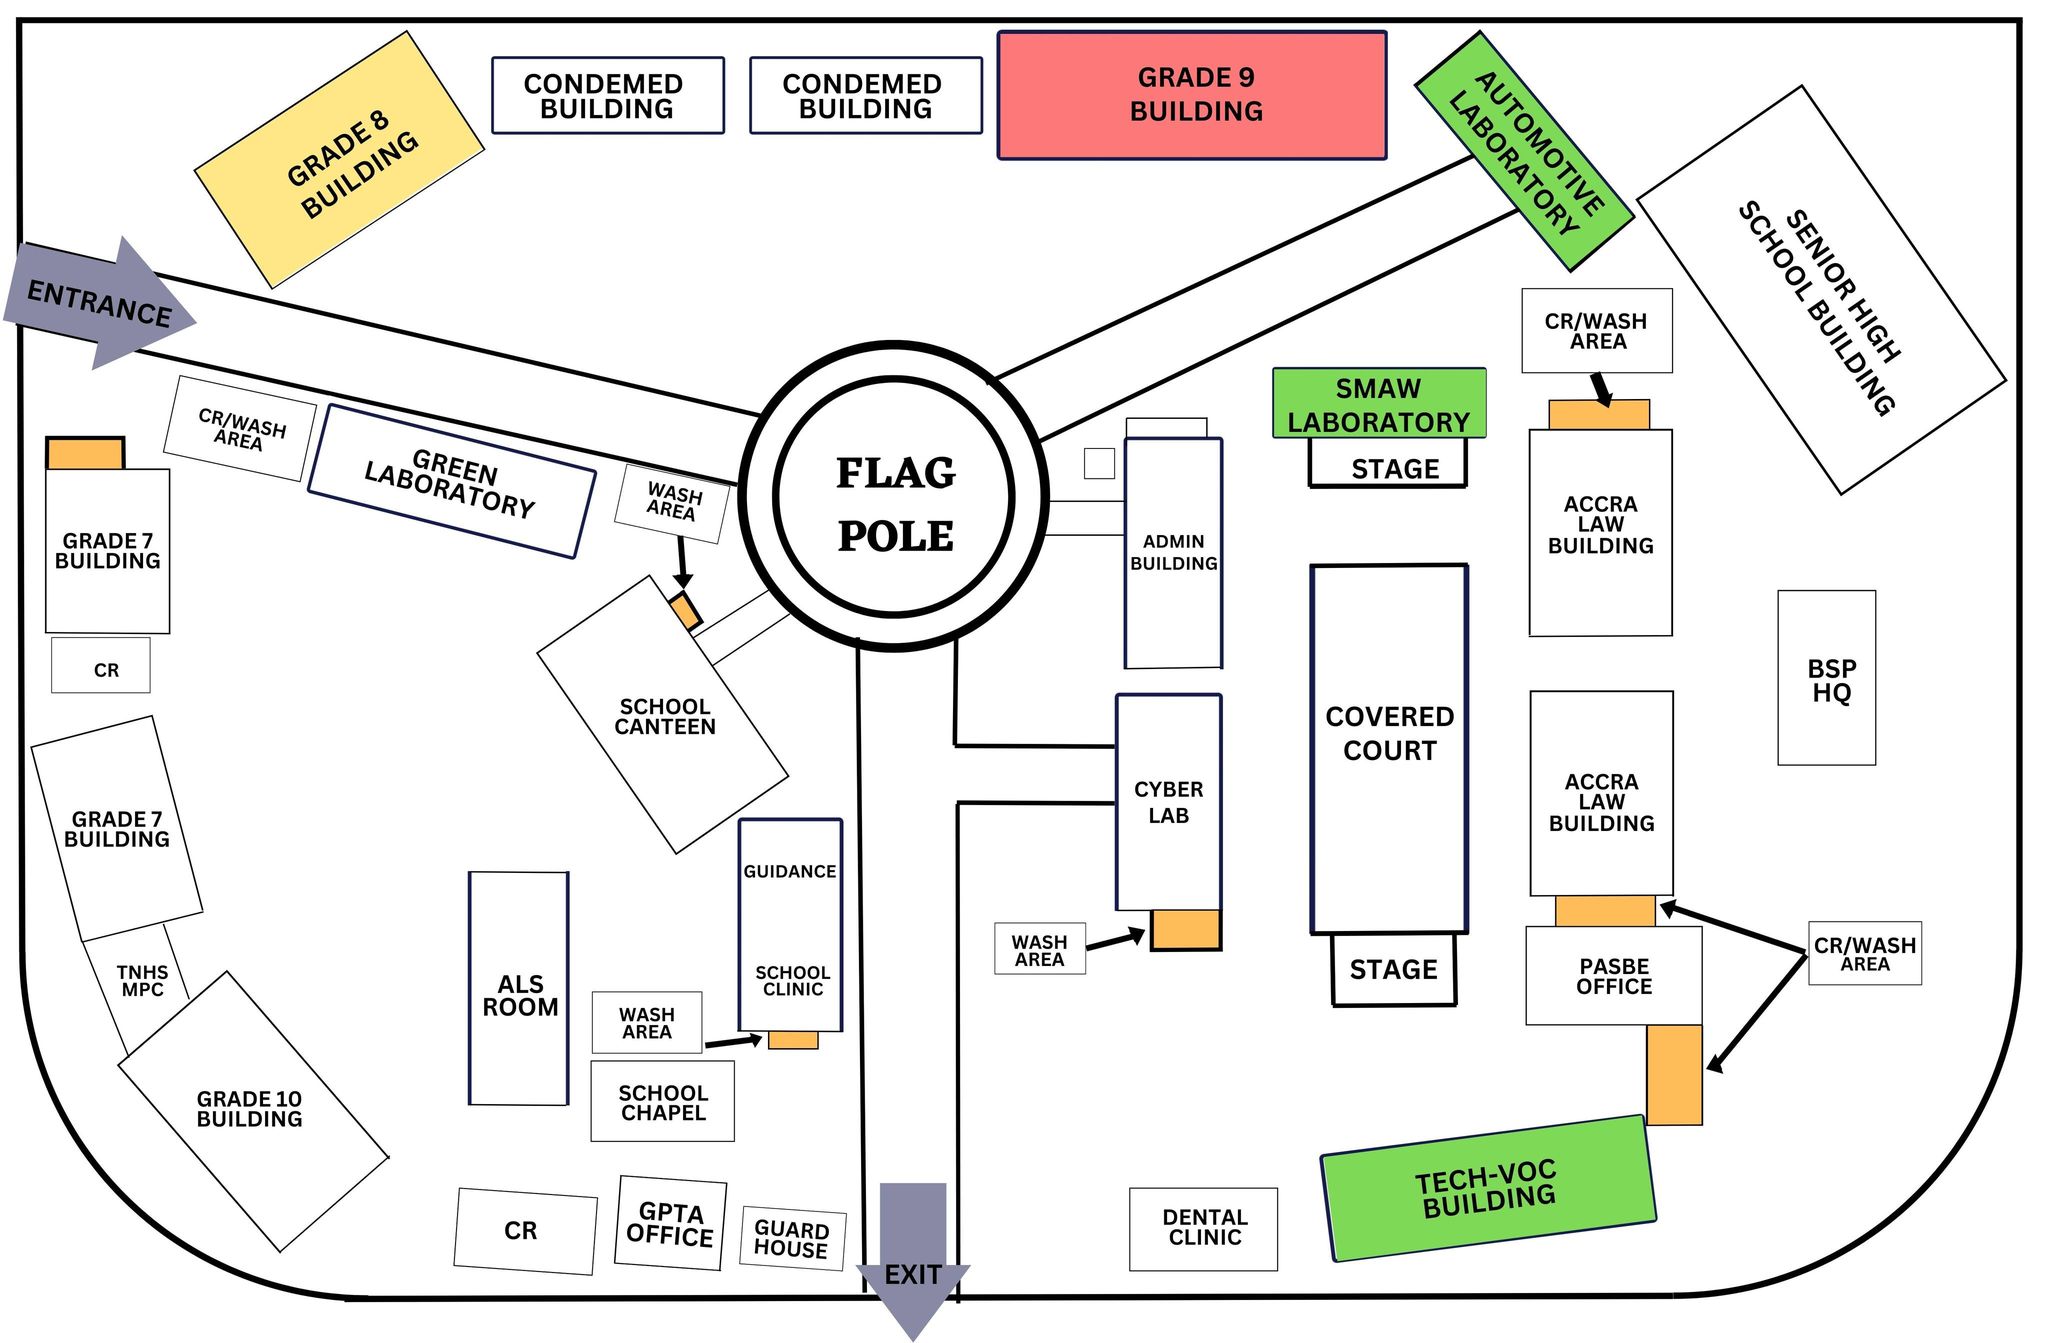 GRADE 8
BUILDING
CONDEMED
BUILDING
CONDEMED
BUILDING
GRADE 9
BUILDING
AUTOMOTIVE
LABORATORY
SENIOR HIGH
SCHOOL BUILDING
ENTRANCE
CR/WASH
AREA
GREEN
LABORATORY
WASH
AREA
FLAG
POLE
SMAW
LABORATORY
STAGE
CR/WASH
AREA
GRADE 7
BUILDING
CR
ADMIN
BUILDING
ACCRA
LAW
BUILDING
SCHOOL
CANTEEN
COVERED
COURT
BSP
HQ
GRADE 7
BUILDING
CYBER
LAB
ACCRA
LAW
BUILDING
GUIDANCE
SCHOOL
CLINIC
TNHS
MPC
ALS
ROOM
WASH
AREA
WASH
AREA
STAGE
PASBE
OFFICE
CR/WASH
AREA
GRADE 10
BUILDING
SCHOOL
CHAPEL
CR
GPTA
OFFICE
GUARD
HOUSE
EXIT
DENTAL
CLINIC
TECH-VOC
BUILDING